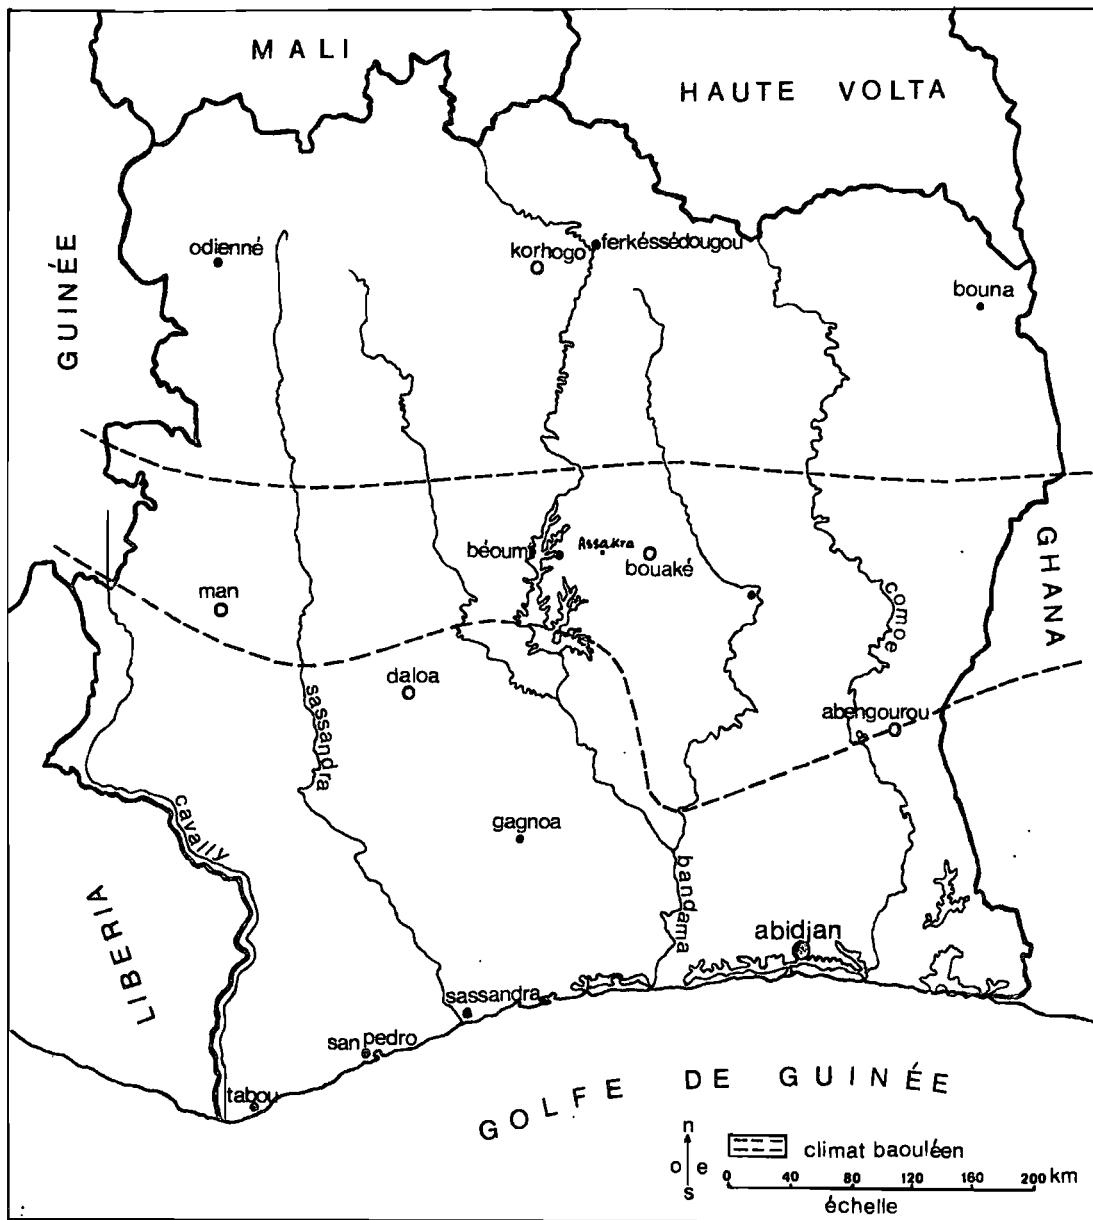 MALI
HAUTE VOLTA
GUINÉE
odienné
korhogo
ferkéssédougou
bouna
béoumi
Assakra
bouaké
GHANA
man
comoe
daloa
sassandra
abengourou
cavally
gagnoa
bandama
LIBERIA
abidjan
sassandra
san pedro
tabou
GOLFE DE GUINÉE
n
o e
s
climat baouléen
0 40 80 120 160 200 km
échelle